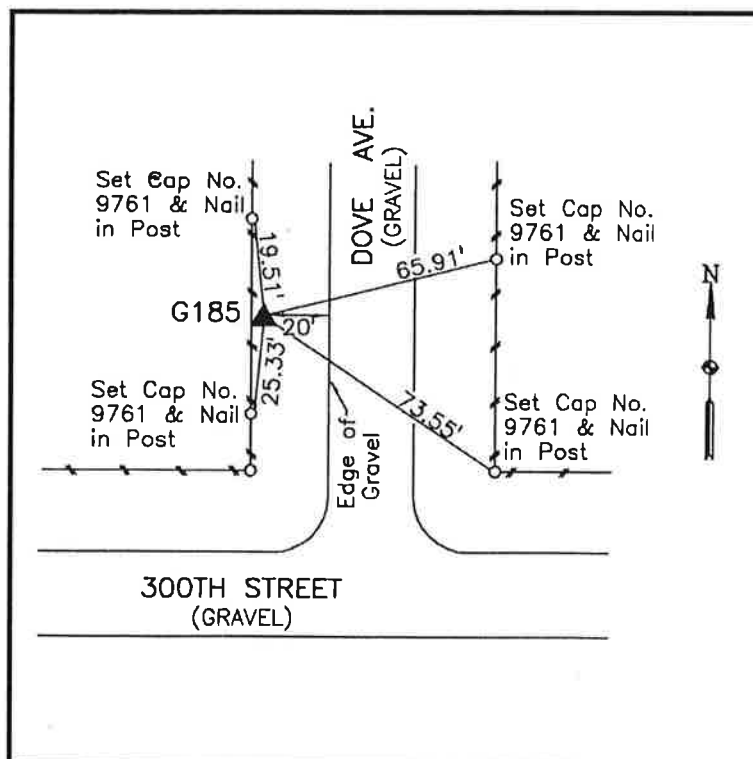 DOVE AVE.
(GRAVEL)
Set Cap No.
9761 & Nail
in Post
Set Cap No.
9761 & Nail
in Post
19.51'
65.91'
N
G185
20'
25.33'
73.55'
Set Cap No.
9761 & Nail
in Post
Set Cap No.
9761 & Nail
in Post
Edge of
Gravel
300TH STREET
(GRAVEL)